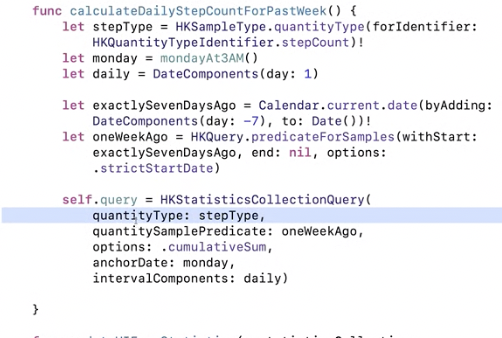 func calculateDailyStepCountForPastWeek() {
let stepType = HKSampleType.quantityType(forIdentifier:
HKQuantityTypeIdentifier.stepCount)!
let monday = mondayAt3AM()
let daily = DateComponents(day: 1)
let exactlySevenDaysAgo = Calendar.current.date(byAdding:
DateComponents(day: -7), to: Date())!
let oneWeekAgo = HKQuery.predicateForSamples(withStart:
exactlySevenDaysAgo, end: nil, options:
.strictStartDate)
self.query = HKStatisticsCollectionQuery(
quantityType: stepType,
quantitySamplePredicate: oneWeekAgo,
options: .cumulativeSum,
anchorDate: monday,
intervalComponents: daily)
}